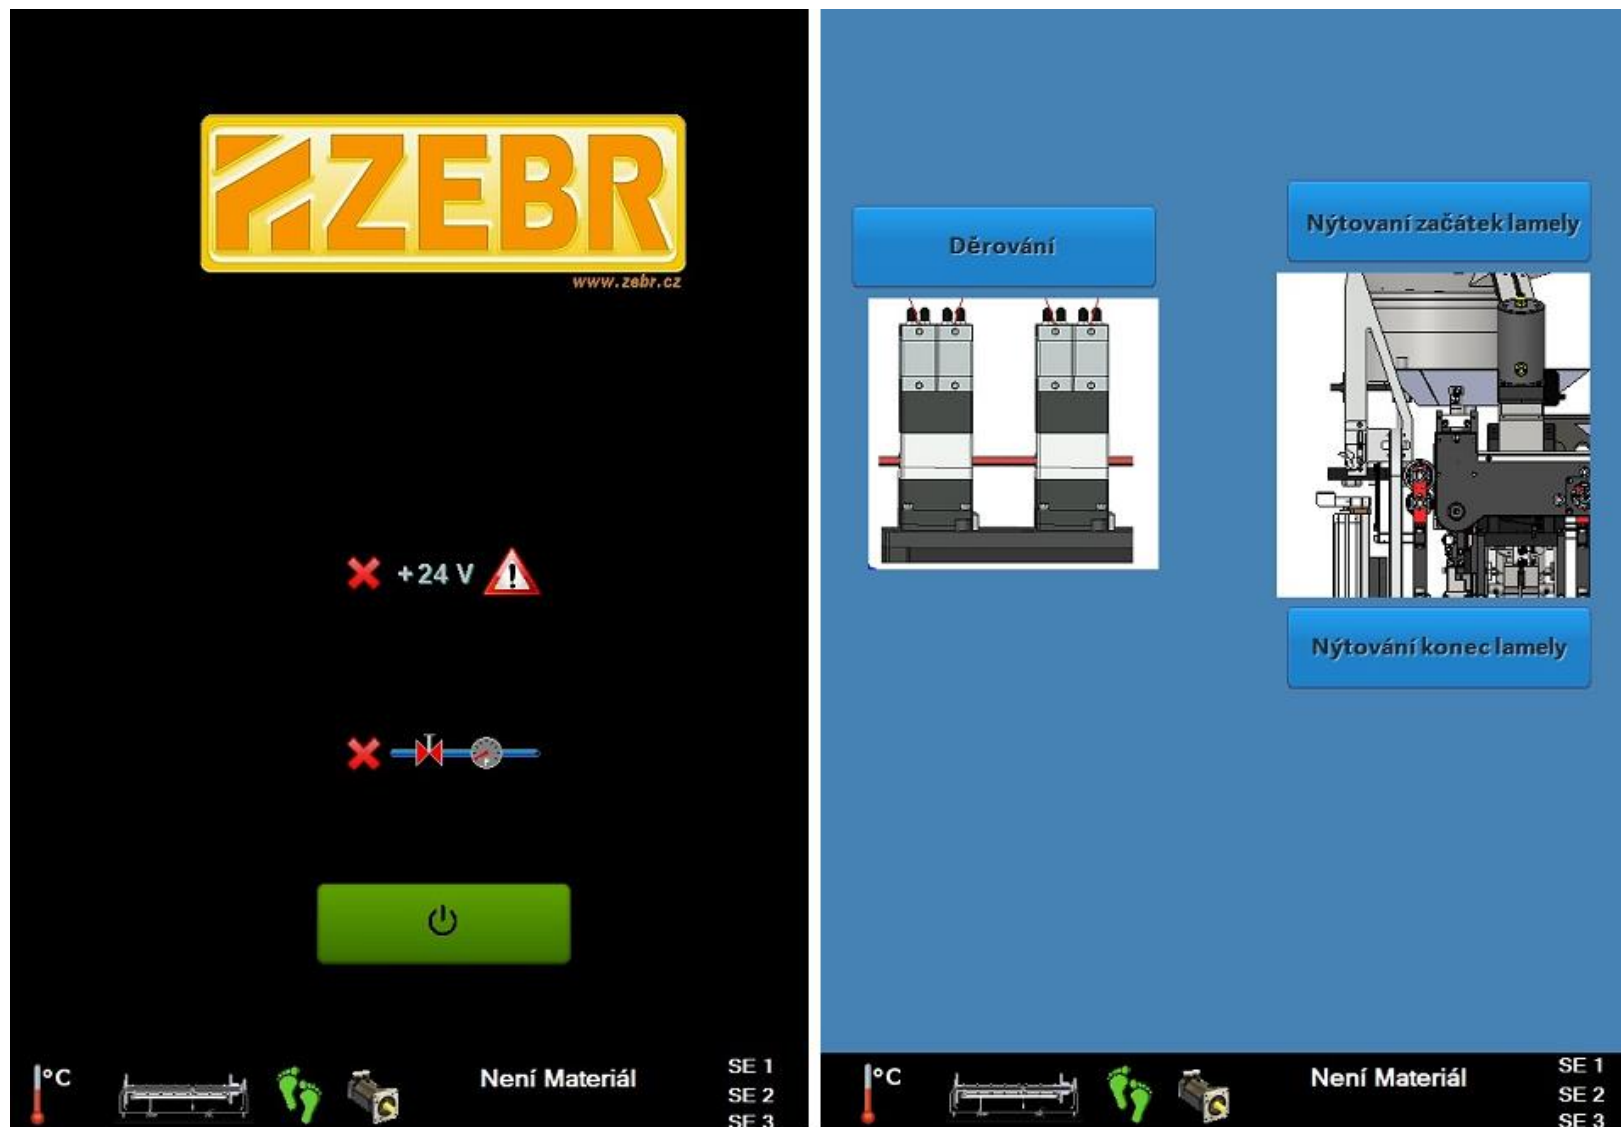 ZEBR
www.zebr.cz
+24 V
°C
Není Materiál
SE 1
SE 2
SE 3
Děrování
Nýtovaní začátek lamely
Nýtování konec lamely
°C
Není Materiál
SE 1
SE 2
SE 3